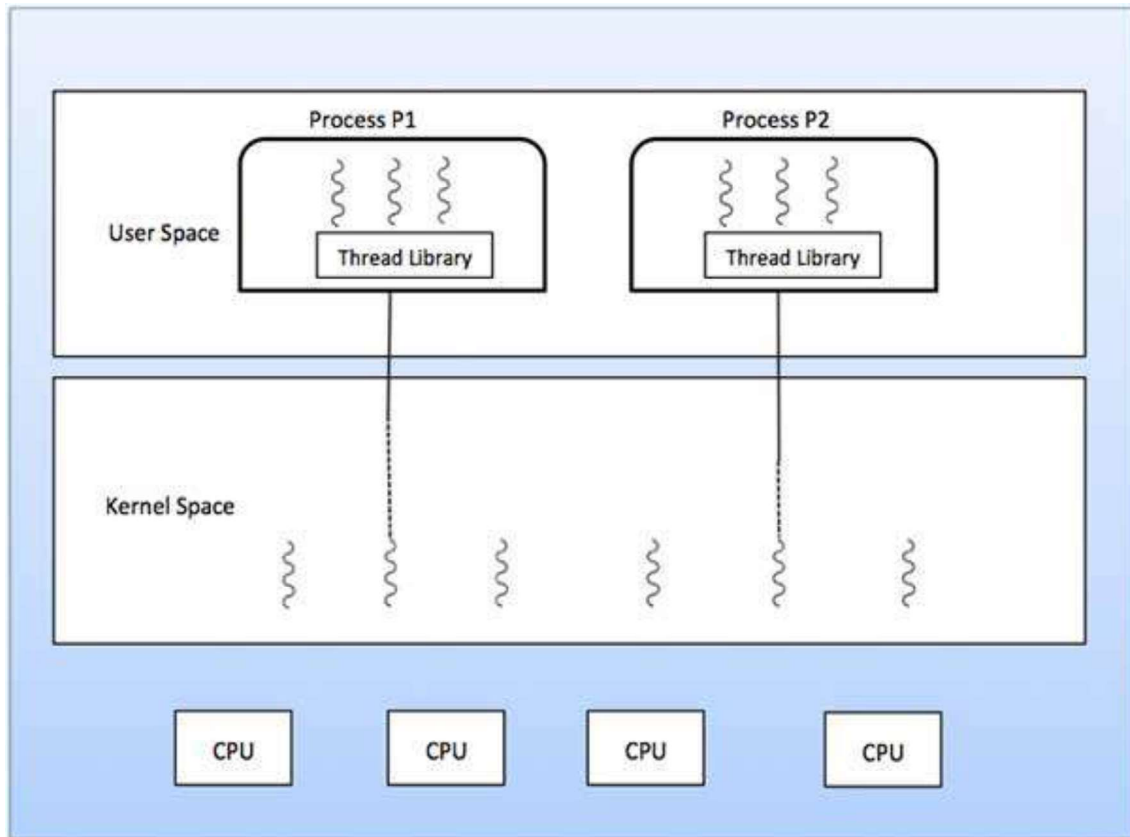 Process P1
Process P2
User Space
Thread Library
Thread Library
Kernel Space
CPU
CPU
CPU
CPU